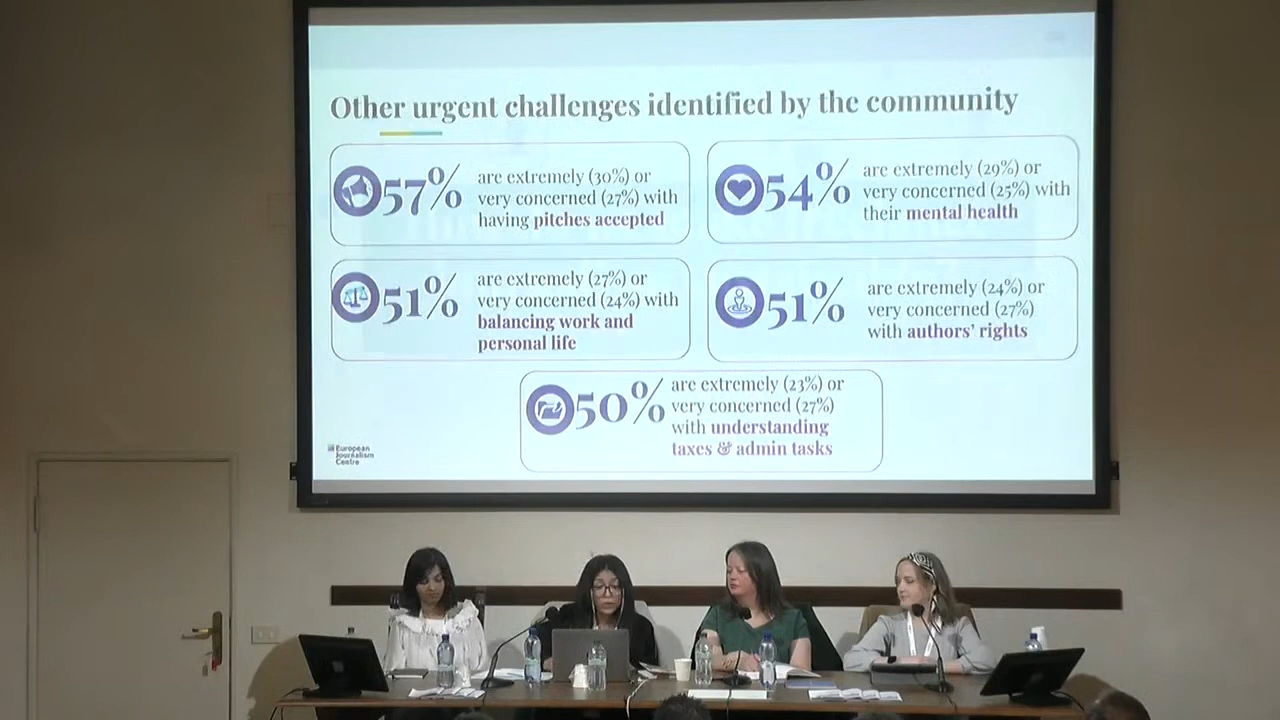 Other urgent challenges identified by the community
57%
are extremely (30%) or
very concerned (27%) with
having pitches accepted
54%
are extremely (29%) or
very concerned (25%) with
their mental health
51%
are extremely (27%) or
very concerned (24%) with
balancing work and
personal life
51%
are extremely (24%) or
very concerned (27%)
with authors' rights
50%
are extremely (23%) or
very concerned (27%)
with understanding
taxes & admin tasks
European
Journalism
Centre